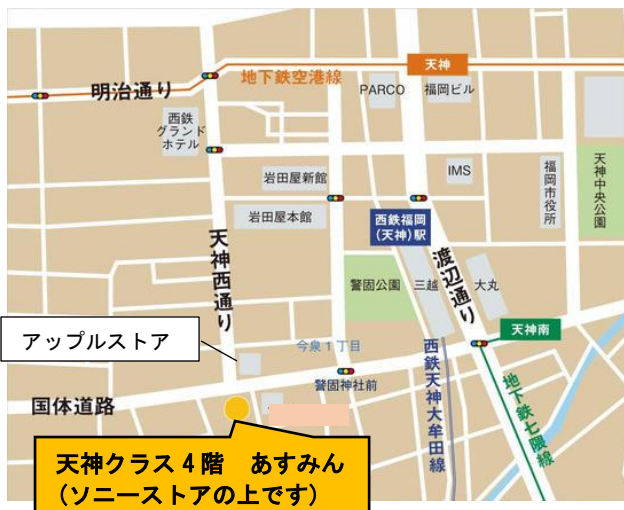 天神
地下鉄空港線
明治通り
PARCO
福岡ビル
西鉄
グランド
ホテル
岩田屋新館
IMS
福岡市役所
天神中央公園
岩田屋本館
西鉄福岡
(天神)駅
天神西通り
渡辺通り
警固公園
三越
大丸
天神南
アップルストア
今泉1丁目
警固神社前
西鉄天神大牟田線
地下鉄七隈線
国体道路
天神クラス4階 あすみん
(ソニーストアの上です)